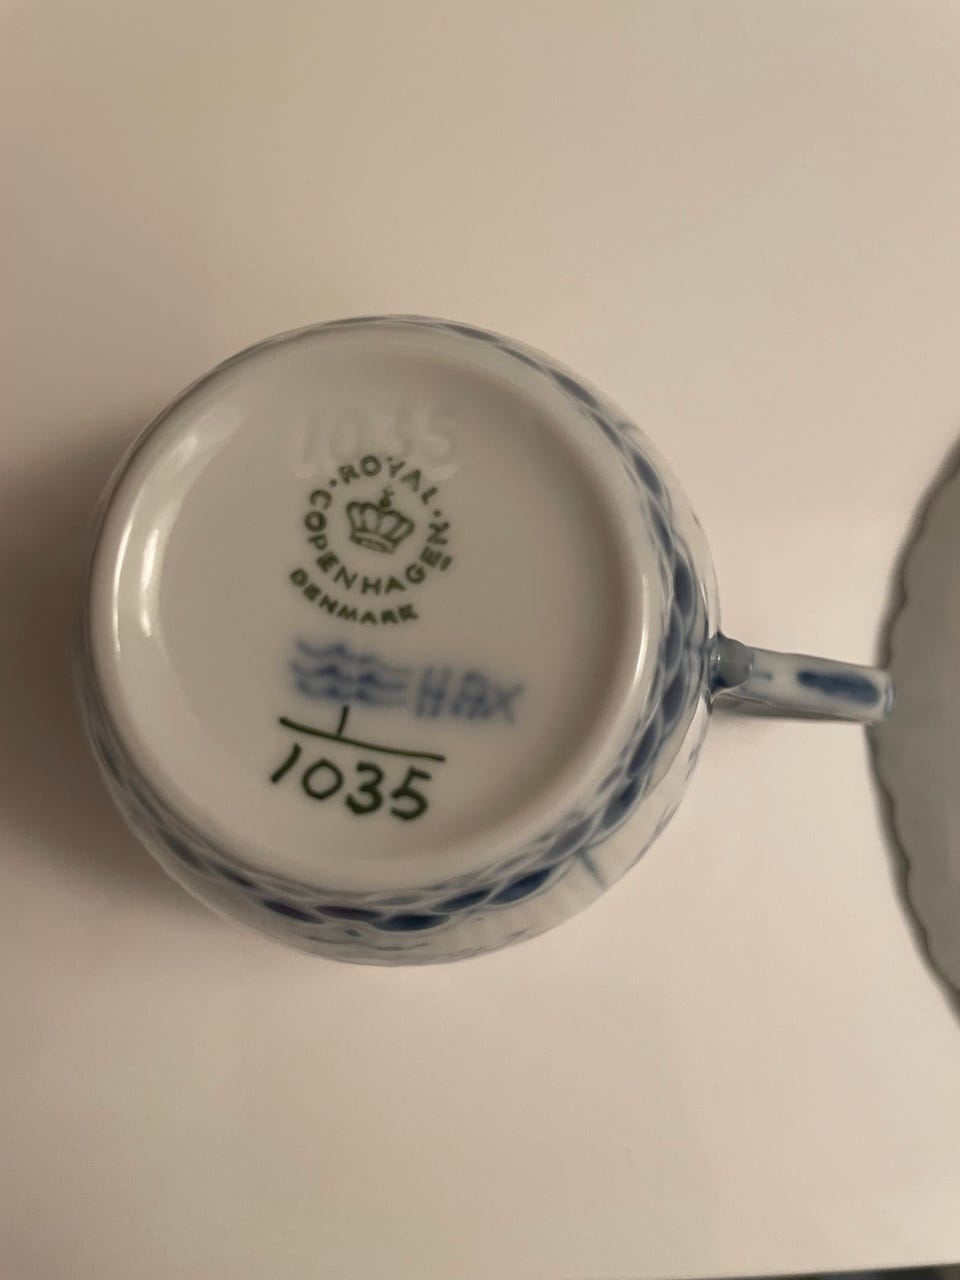 1035
ROYAL
COPENHAGEN
DENMARK
1
1035